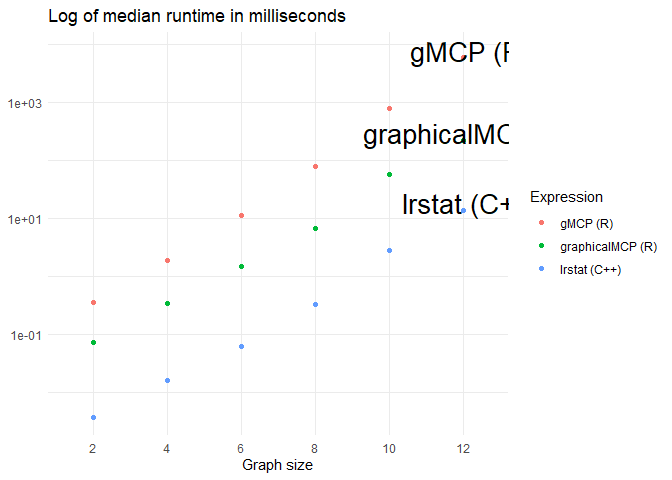 Log of median runtime in milliseconds
gMCP (R
1e+03
graphicalMC
lrstat (C+
1e+01
1e-01
2 4 6 8 10 12
Graph size
Expression
gMCP (R)
graphicalMCP (R)
lrstat (C++)